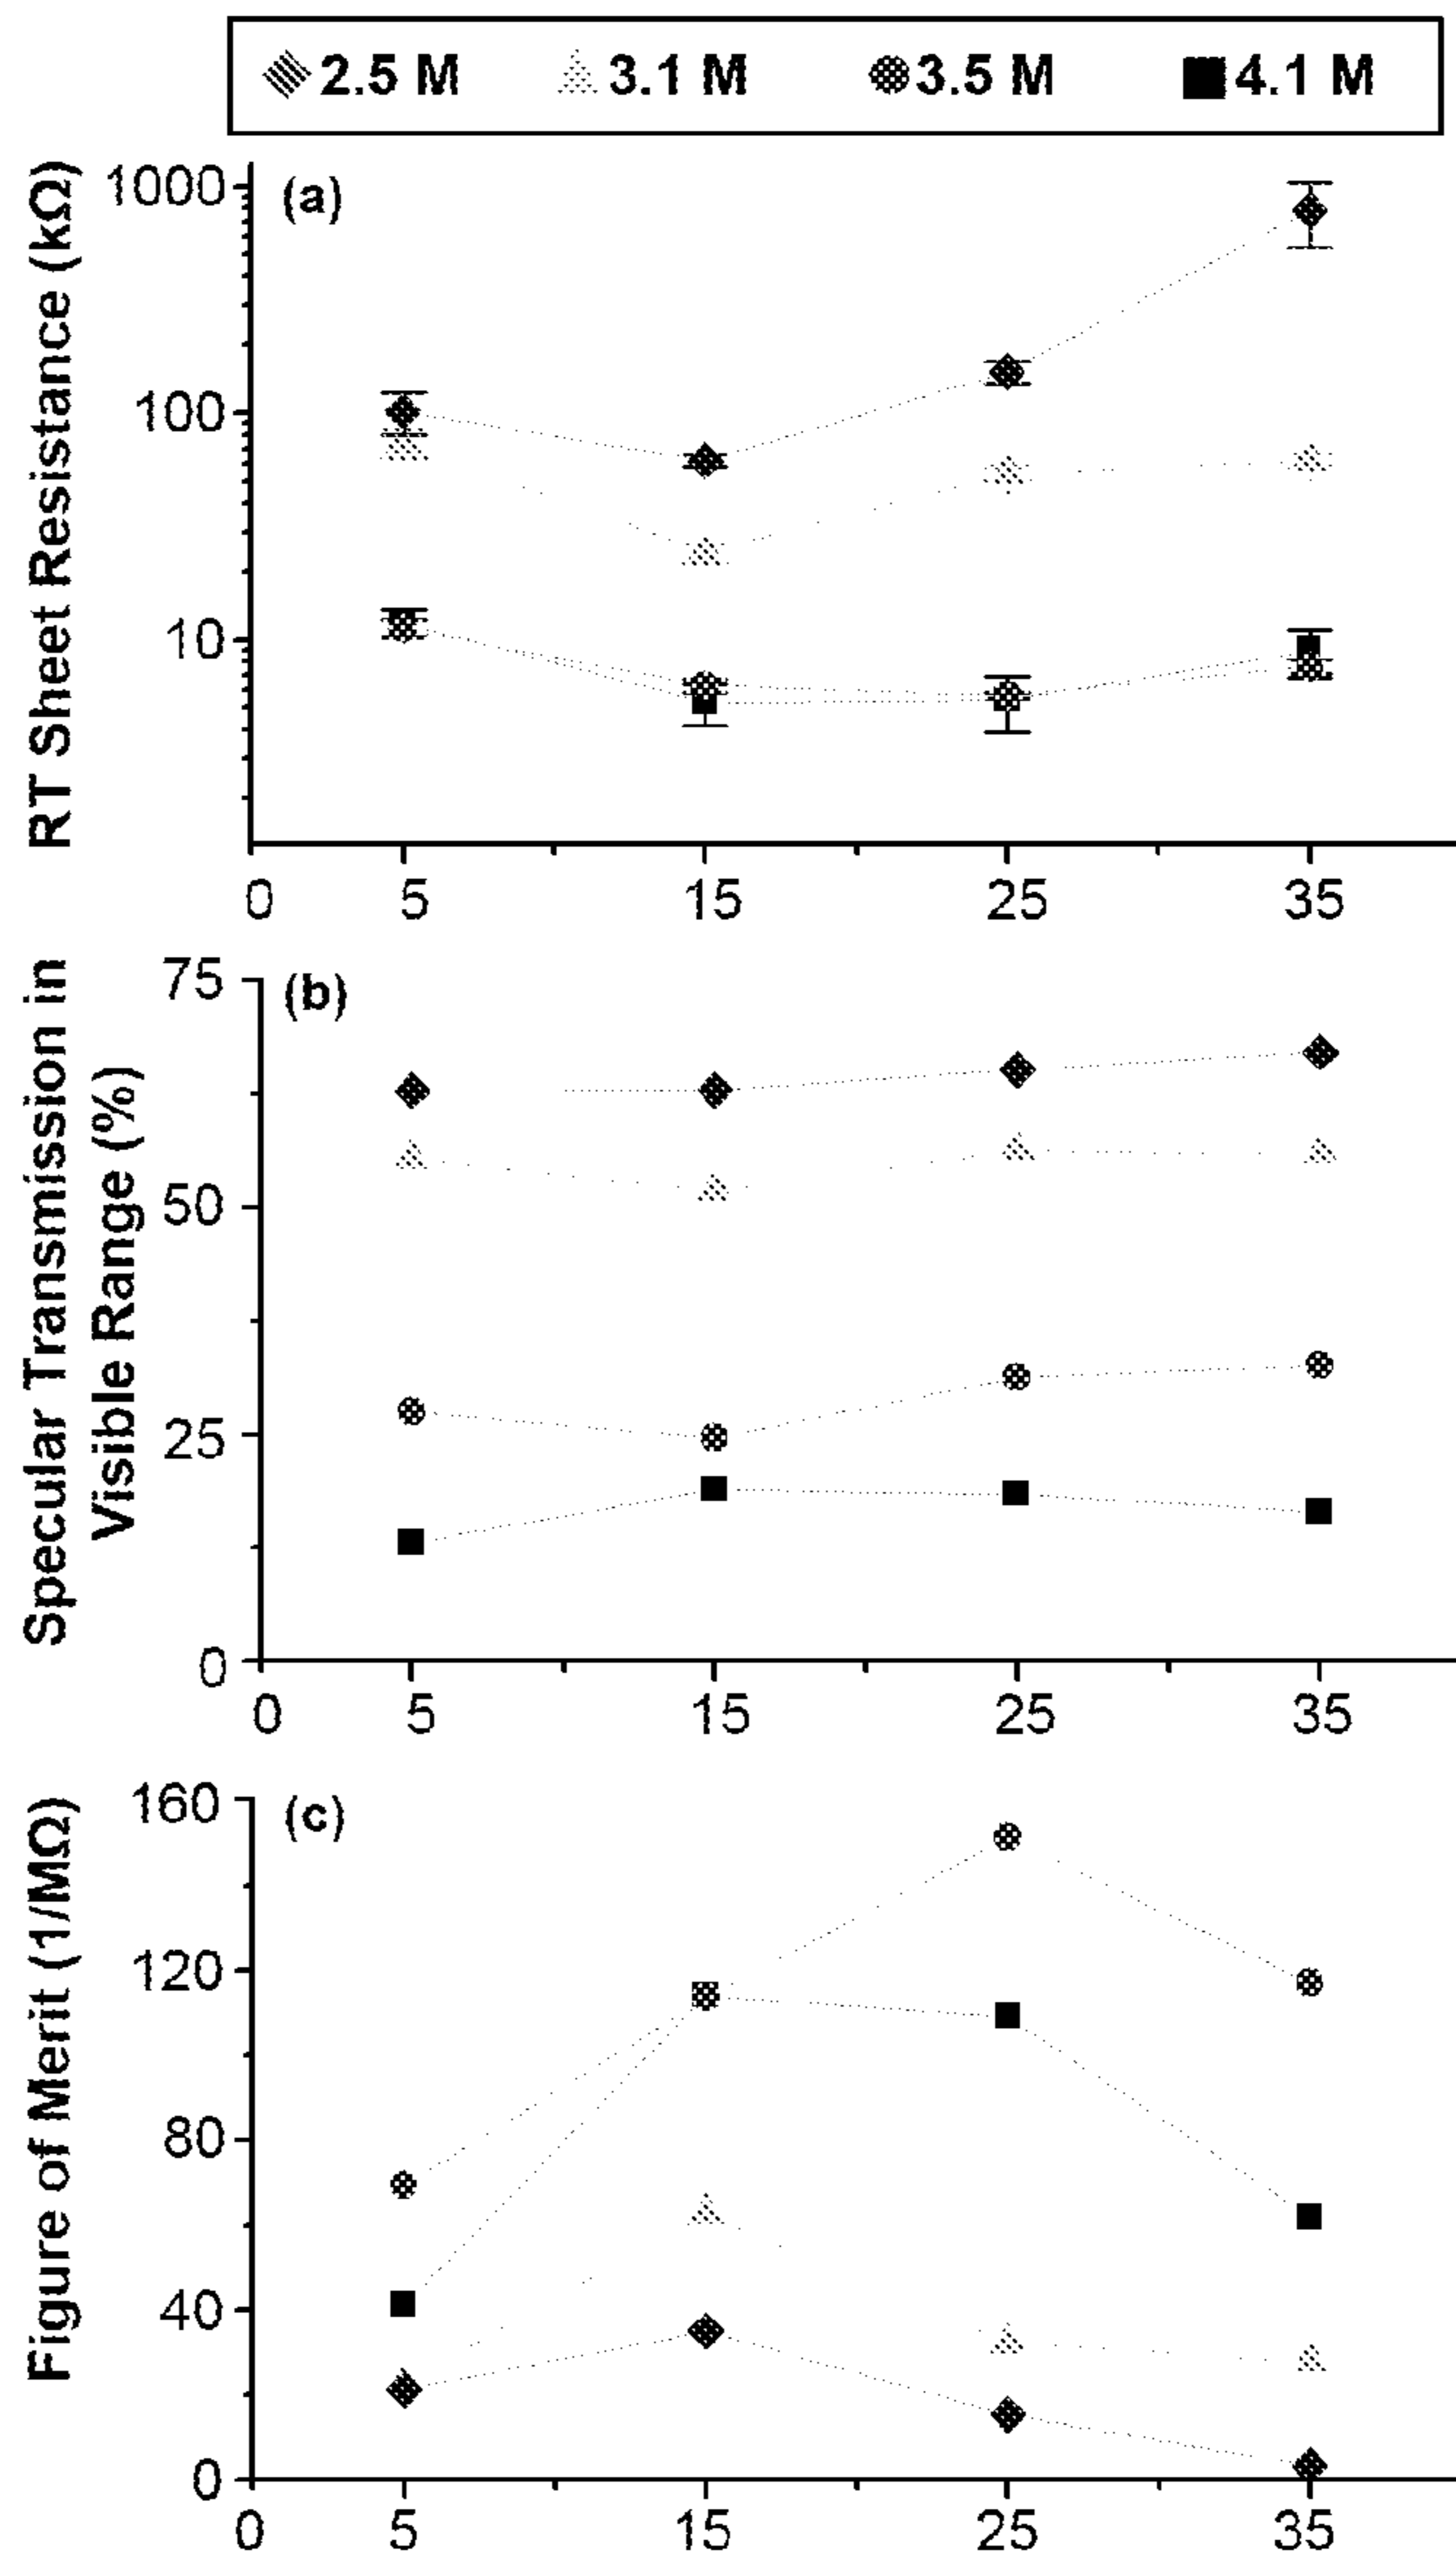 2.5 M 3.1 M 3.5 M 4.1 M
RT Sheet Resistance (kΩ)
(a)
1000
100
10
0 5 15 25 35
Specular Transmission in
Visible Range (%)
(b)
75
50
25
0
0 5 15 25 35
Figure of Merit (1/MΩ)
(c)
160
120
80
40
0
0 5 15 25 35